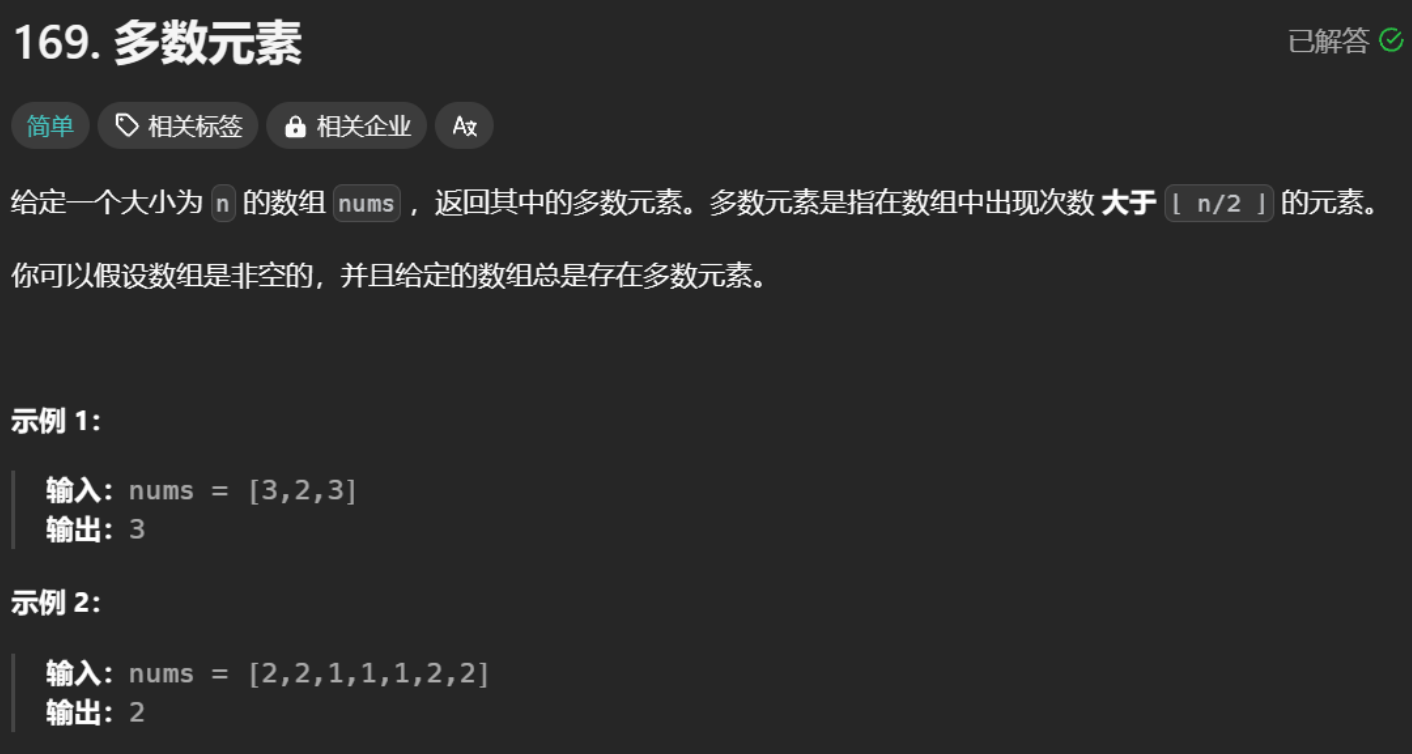 169. 多数元素
已解答
简单 相关标签 相关企业
给定一个大小为 n 的数组 nums ，返回其中的多数元素。多数元素是指在数组中出现次数 大于 ⌊ n/2 ⌋ 的元素。
你可以假设数组是非空的，并且给定的数组总是存在多数元素。
示例 1：
输入：nums = [3,2,3]
输出：3
示例 2：
输入：nums = [2,2,1,1,1,2,2]
输出：2